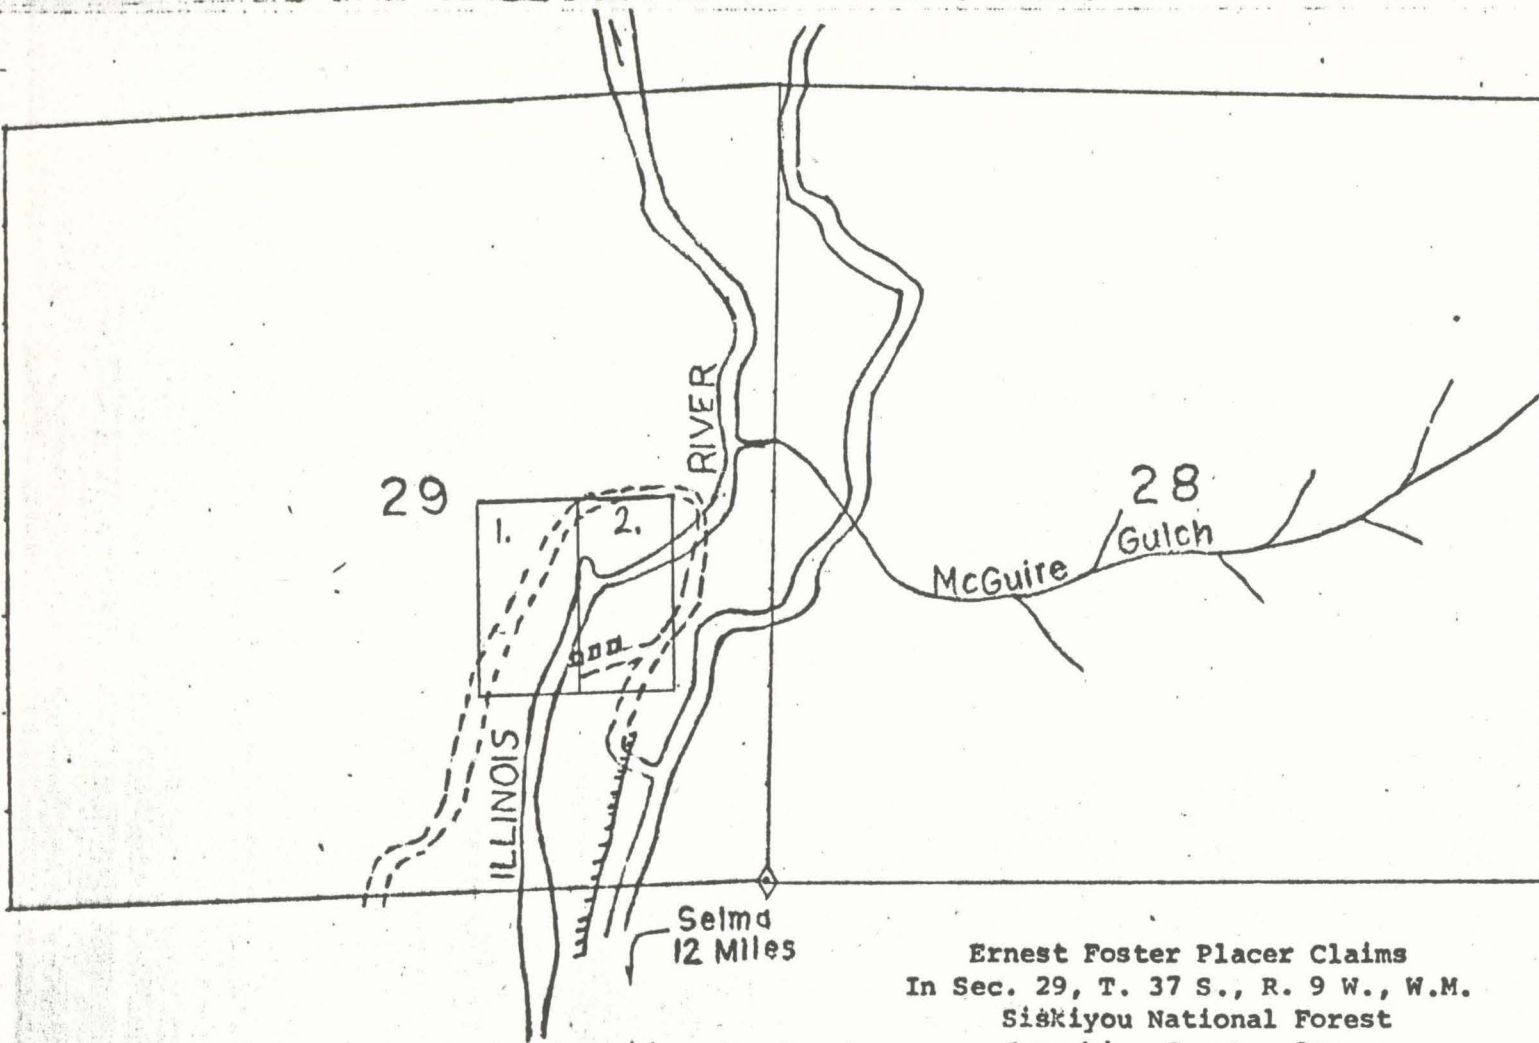 RIVER
29
1.
2.
28
McGuire Gulch
ILLINOIS
Selma
12 Miles
Ernest Foster Placer Claims
In Sec. 29, T. 37 S., R. 9 W., W.M.
Siskiyou National Forest